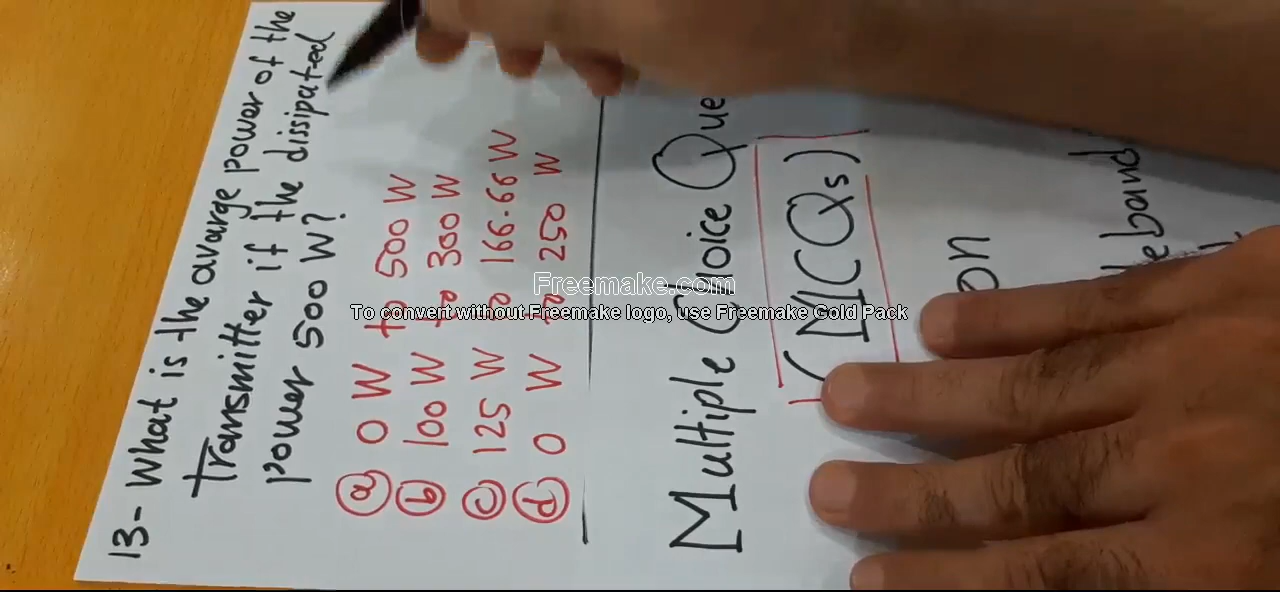 13- What is the avarge power of the
Transmitter if the dissipated
power 500 W?
(a) 0 W to 500 W
(b) 100 W to 300 W
(c) 125 W to 166.66 W
(d) 0 W to 250 W
Multiple Choice Que
(MCQs)
on
e band
Freemake.com
To convert without Freemake logo, use Freemake Gold Pack